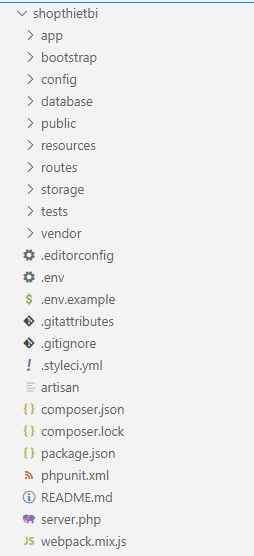 shopthietbi
app
bootstrap
config
database
public
resources
routes
storage
tests
vendor
.editorconfig
.env
$ .env.example
.gitattributes
.gitignore
! .styleci.yml
artisan
{} composer.json
{} composer.lock
{} package.json
phpunit.xml
README.md
server.php
JS webpack.mix.js